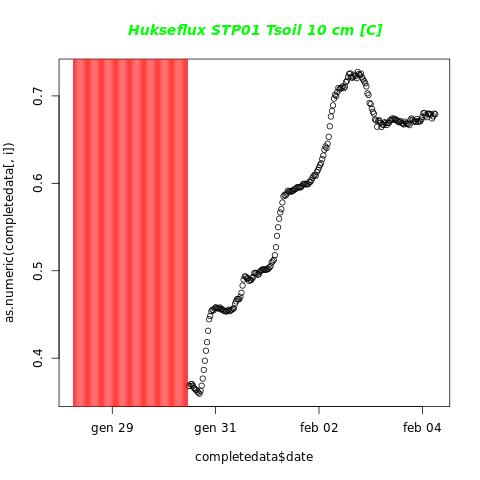 Hukseflux STP01 Tsoil 10 cm [C]
as.numeric(completedata[, i])
0.7
0.6
0.5
0.4
gen 29
gen 31
feb 02
feb 04
completedata$date